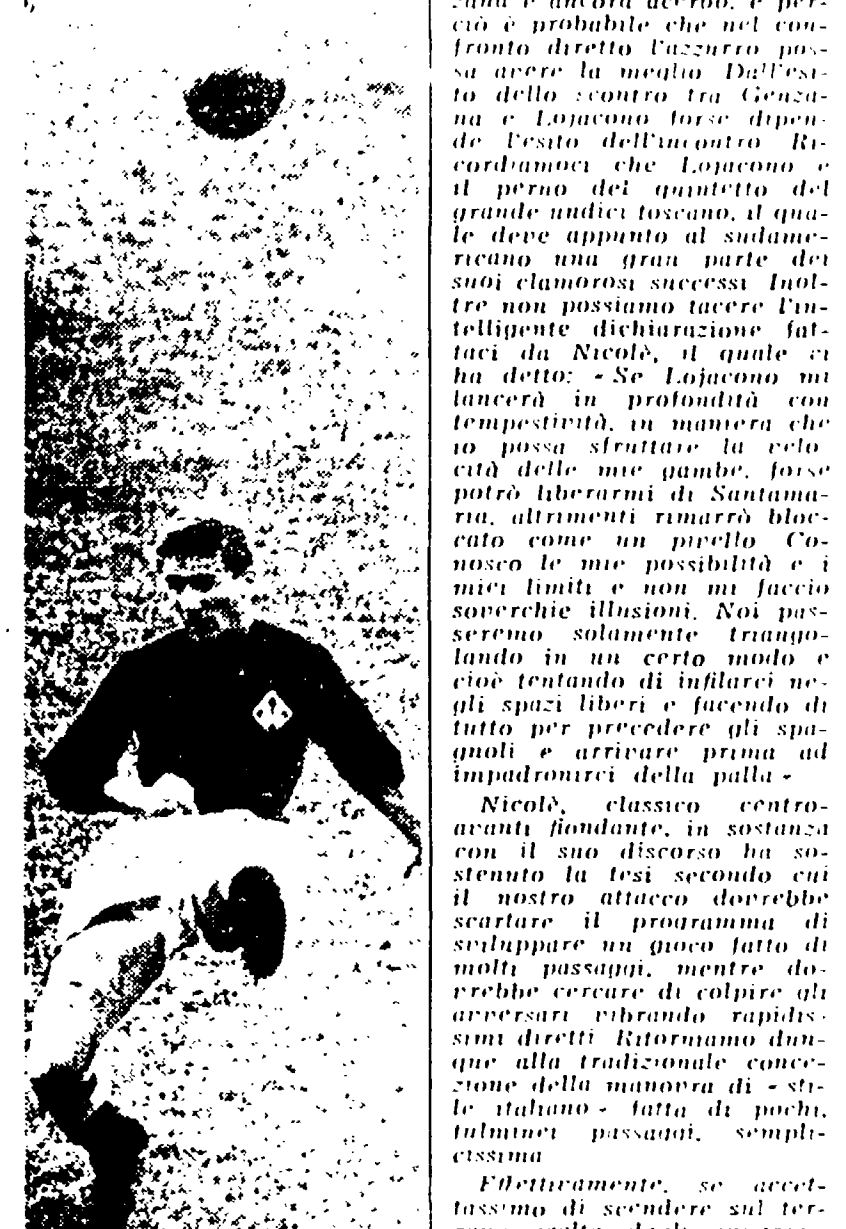 zana è ancora acerbo, e per-
ciò è probabile che nel con-
fronto diretto l'azzurro pos-
sa avere la meglio Dall'esi-
to dello scontro tra Genza-
na e Lojacono forse dipen-
de l'esito dell'incontro Ri-
cordiamoci che Lojacono è
il perno del quintetto del
grande undici toscano, il qua-
le deve appunto al sudame-
ricano una gran parte dei
suoi clamorosi successi Inol-
tre non possiamo tacere l'in-
telligente dichiarazione fat-
taci da Nicolè, il quale ci
ha detto: « Se Lojacono mi
lancerà in profondità con
tempestività, in maniera che
io possa sfruttare la velo
cità delle mie gambe, forse
potrò liberarmi di Santama-
ria, altrimenti rimarrò bloc-
cato come un pivello Co-
nosco le mie possibilità e i
miei limiti e non mi faccio
soverchie illusioni. Noi pas-
seremo solamente triango-
lando in un certo modo e
cioè tentando di infilarci ne-
gli spazi liberi e facendo di
tutto per precedere gli spa-
gnoli e arrivare prima ad
impadronirci della palla »
Nicolè, classico centro-
avanti fiondante, in sostanza
con il suo discorso ha so-
stenuto la tesi secondo cui
il nostro attacco dovrebbe
scartare il programma di
sviluppare un gioco fatto di
molti passaggi, mentre do-
vrebbe cercare di colpire gli
avversari vibrando rapidis-
simi diretti Ritorniamo dun-
que alla tradizionale conce-
zione della manovra di « sti-
le italiano » fatta di pochi,
fulminei passaggi, sempli-
cissima
Effettivamente, se accet-
tassimo di scendere sul ter-